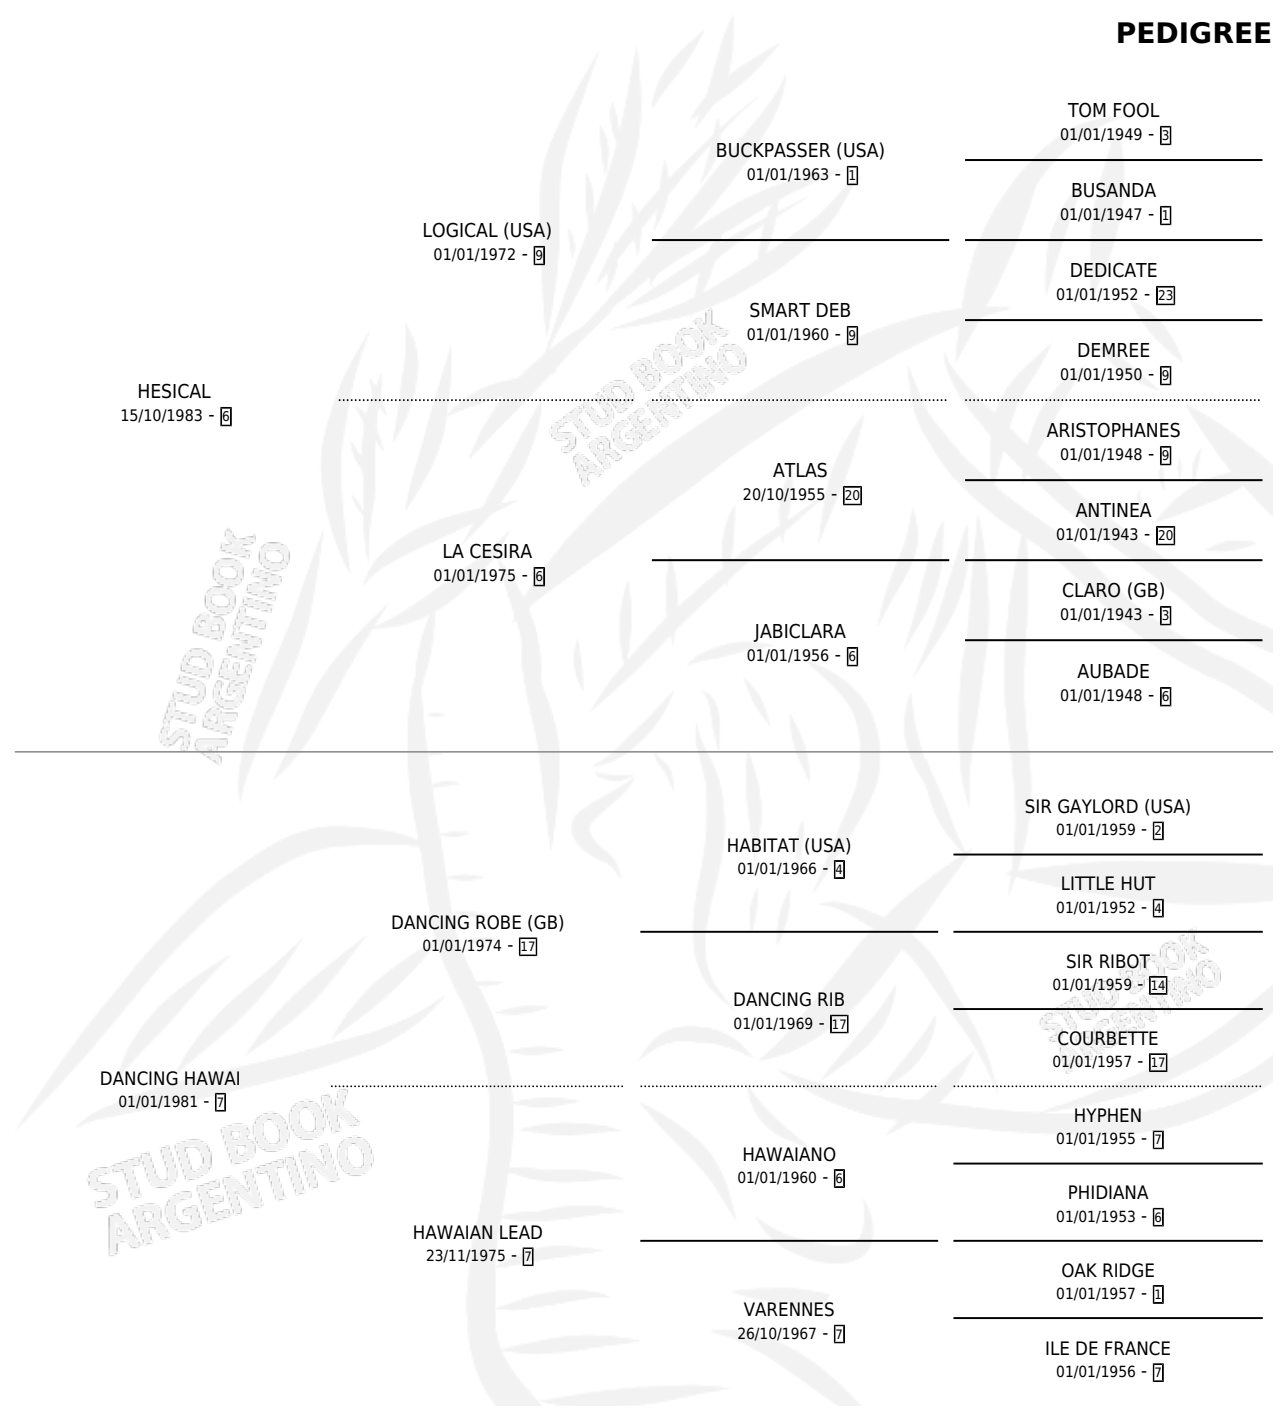 PEDIGREE
TOM FOOL
01/01/1949 - 3
BUCKPASSER (USA)
01/01/1963 - 1
BUSANDA
01/01/1947 - 1
LOGICAL (USA)
01/01/1972 - 9
DEDICATE
01/01/1952 - 23
SMART DEB
01/01/1960 - 9
DEMREE
01/01/1950 - 9
HESICAL
15/10/1983 - 6
ARISTOPHANES
01/01/1948 - 9
ATLAS
20/10/1955 - 20
ANTINEA
01/01/1943 - 20
LA CESIRA
01/01/1975 - 6
CLARO (GB)
01/01/1943 - 3
JABICLARA
01/01/1956 - 6
AUBADE
01/01/1948 - 6
SIR GAYLORD (USA)
01/01/1959 - 2
HABITAT (USA)
01/01/1966 - 4
LITTLE HUT
01/01/1952 - 4
DANCING ROBE (GB)
01/01/1974 - 17
SIR RIBOT
01/01/1959 - 14
DANCING RIB
01/01/1969 - 17
COURBETTE
01/01/1957 - 17
DANCING HAWAI
01/01/1981 - 7
HYPHEN
01/01/1955 - 7
HAWAIANO
01/01/1960 - 6
PHIDIANA
01/01/1953 - 6
HAWAIAN LEAD
23/11/1975 - 7
OAK RIDGE
01/01/1957 - 1
VARENNES
26/10/1967 - 7
ILE DE FRANCE
01/01/1956 - 7
STUD BOOK
ARGENTINO
STUD BOOK
ARGENTINO
STUD BOOK
ARGENTINO
STUD BOOK
ARGENTINO